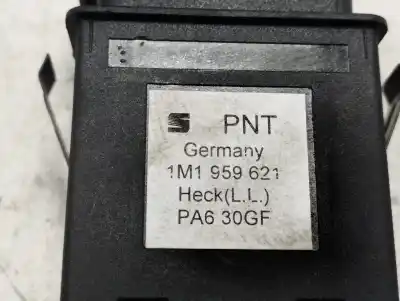 PNT
Germany
1M1 959 621
Heck(L.L.)
PA6 30GF